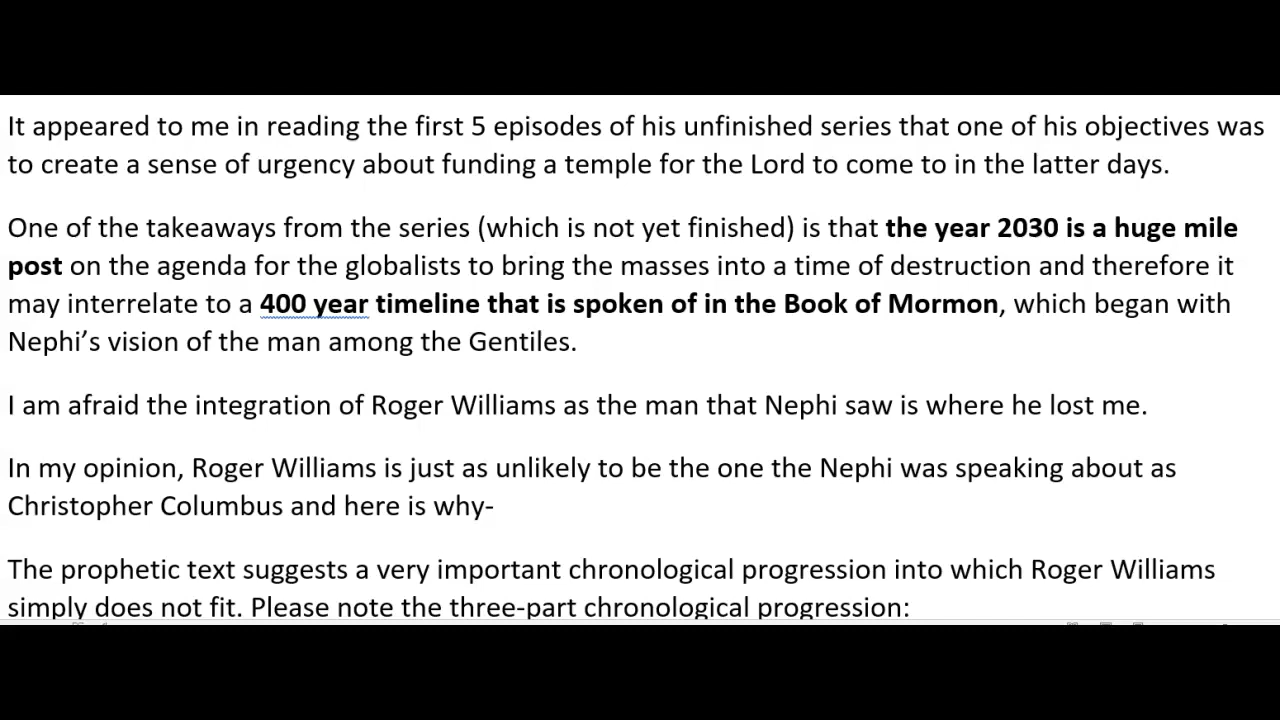 It appeared to me in reading the first 5 episodes of his unfinished series that one of his objectives was
to create a sense of urgency about funding a temple for the Lord to come to in the latter days.
One of the takeaways from the series (which is not yet finished) is that the year 2030 is a huge mile
post on the agenda for the globalists to bring the masses into a time of destruction and therefore it
may interrelate to a 400 year timeline that is spoken of in the Book of Mormon, which began with
Nephi’s vision of the man among the Gentiles.
I am afraid the integration of Roger Williams as the man that Nephi saw is where he lost me.
In my opinion, Roger Williams is just as unlikely to be the one the Nephi was speaking about as
Christopher Columbus and here is why-
The prophetic text suggests a very important chronological progression into which Roger Williams
simply does not fit. Please note the three-part chronological progression: